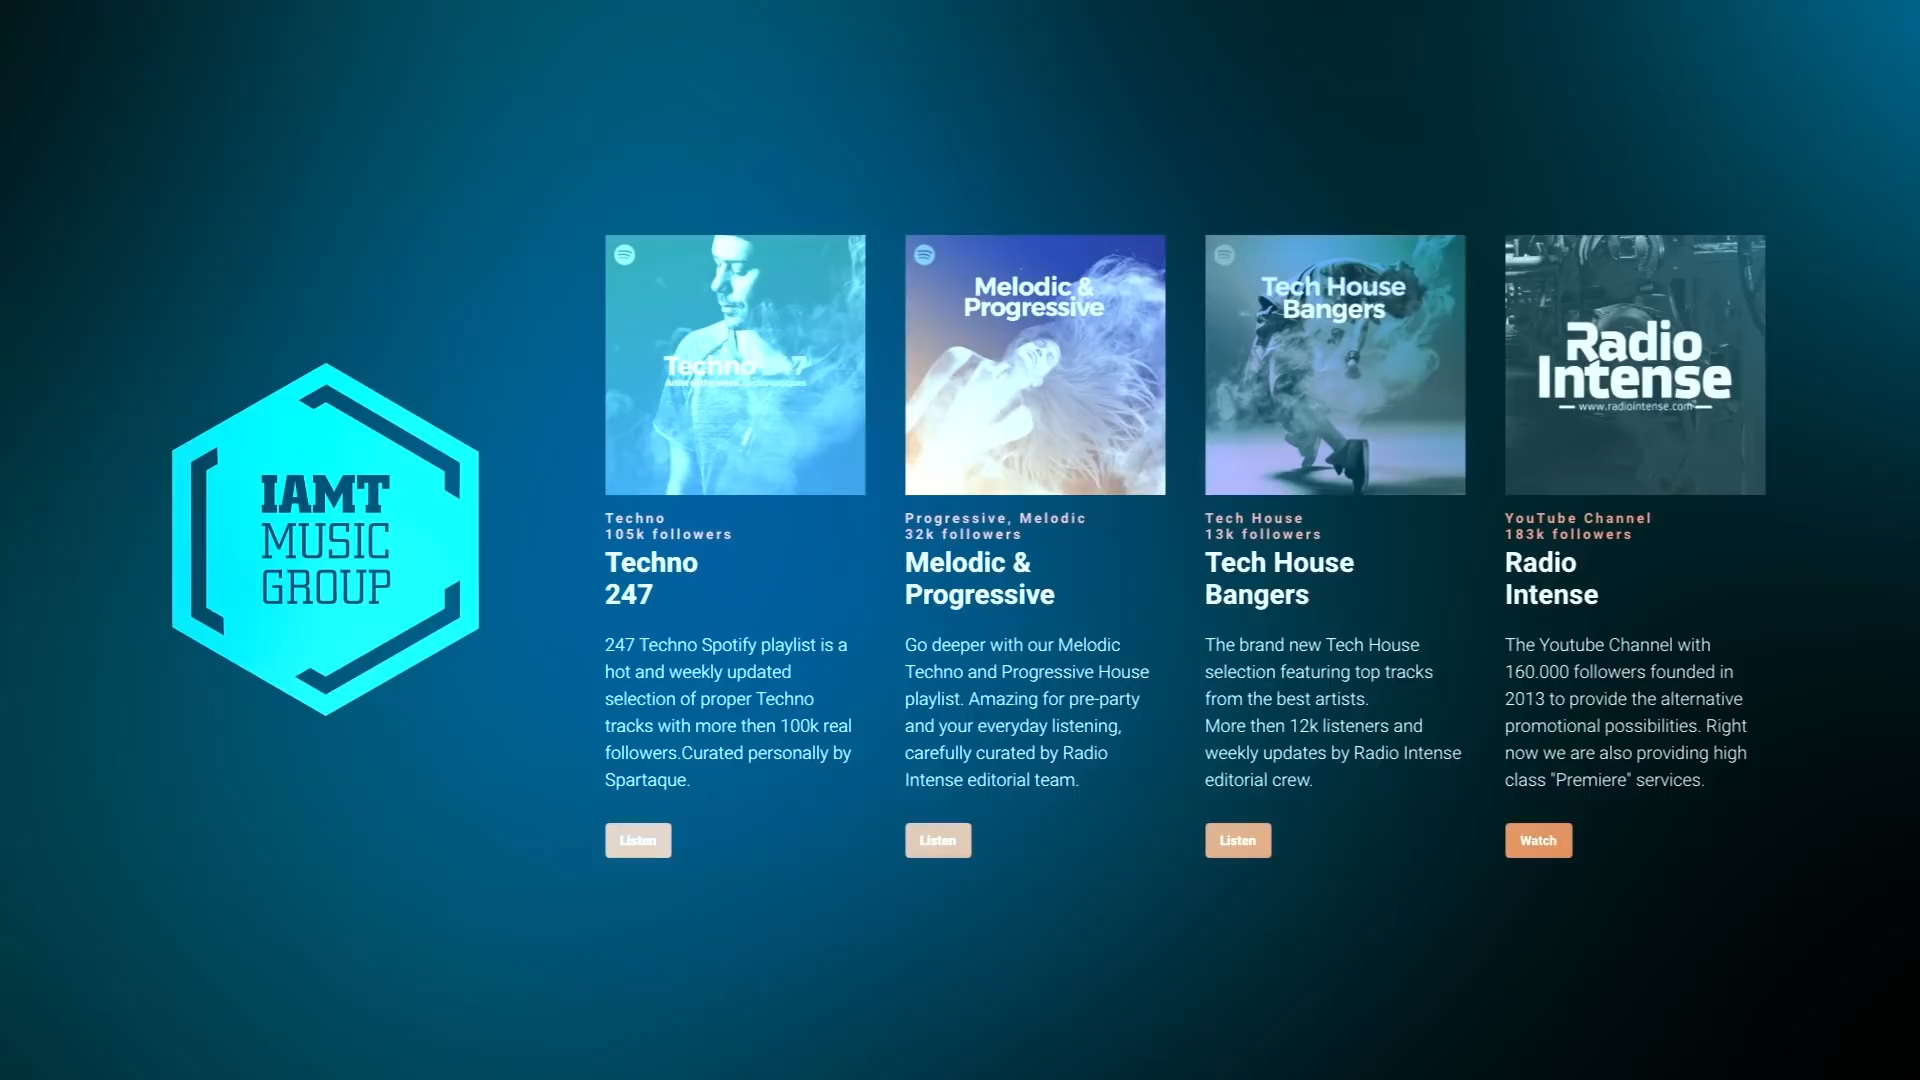 IAMT
MUSIC
GROUP
Techno 247
Melodic &
Progressive
Tech House
Bangers
Radio
Intense
www.radiointense.com
Techno
105k followers
Techno
247
247 Techno Spotify playlist is a
hot and weekly updated
selection of proper Techno
tracks with more then 100k real
followers.Curated personally by
Spartaque.
Listen
Progressive, Melodic
32k followers
Melodic &
Progressive
Go deeper with our Melodic
Techno and Progressive House
playlist. Amazing for pre-party
and your everyday listening,
carefully curated by Radio
Intense editorial team.
Listen
Tech House
13k followers
Tech House
Bangers
The brand new Tech House
selection featuring top tracks
from the best artists.
More then 12k listeners and
weekly updates by Radio Intense
editorial crew.
Listen
YouTube Channel
183k followers
Radio
Intense
The Youtube Channel with
160.000 followers founded in
2013 to provide the alternative
promotional possibilities. Right
now we are also providing high
class "Premiere" services.
Watch